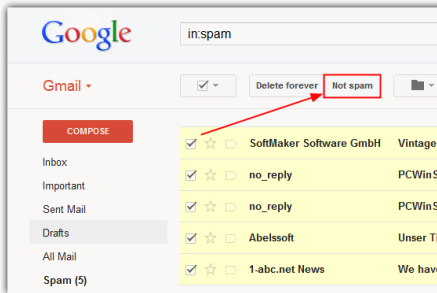 Google
in:spam
Gmail
Delete forever
Not spam
COMPOSE
Inbox
Important
Sent Mail
Drafts
All Mail
Spam (5)
SoftMaker Software GmbH Vintage
no_reply PCWinS
no_reply PCWinS
Abelssoft Unser Ti
1-abc.net News We have